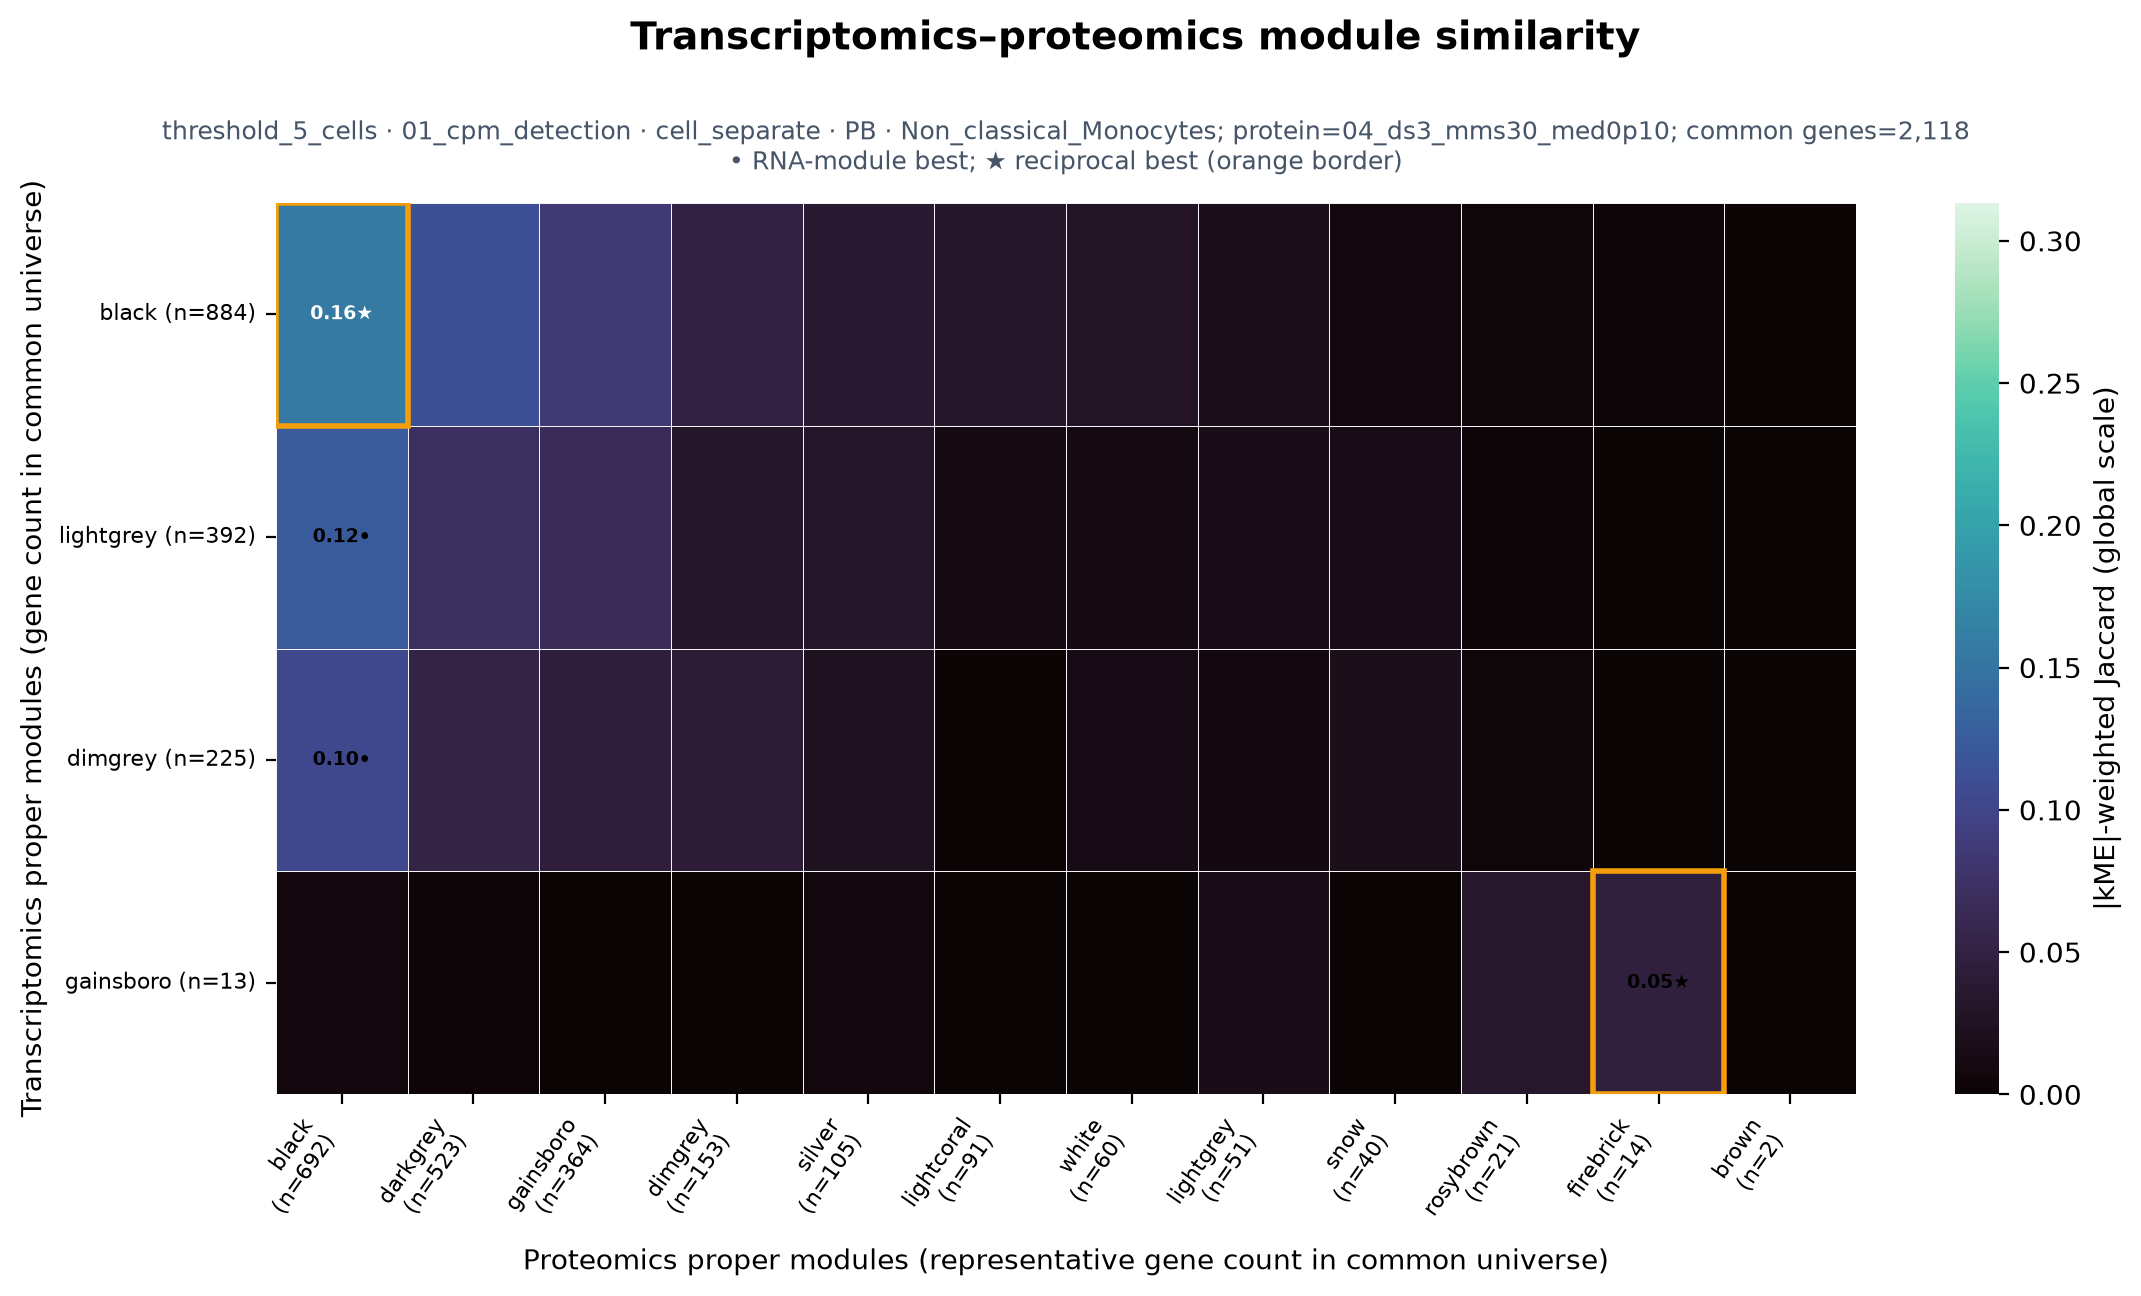 Transcriptomics–proteomics module similarity
threshold_5_cells · 01_cpm_detection · cell_separate · PB · Non_classical_Monocytes; protein=04_ds3_mms30_med0p10; common genes=2,118
• RNA-module best; ★ reciprocal best (orange border)
Transcriptomics proper modules (gene count in common universe)
black (n=884)
lightgrey (n=392)
dimgrey (n=225)
gainsboro (n=13)
0.16★
0.12•
0.10•
0.05★
black
(n=692)
darkgrey
(n=523)
gainsboro
(n=364)
dimgrey
(n=153)
silver
(n=105)
lightcoral
(n=91)
white
(n=60)
lightgrey
(n=51)
snow
(n=40)
rosybrown
(n=21)
firebrick
(n=14)
brown
(n=2)
Proteomics proper modules (representative gene count in common universe)
0.30
0.25
0.20
0.15
0.10
0.05
0.00
|kME|-weighted Jaccard (global scale)